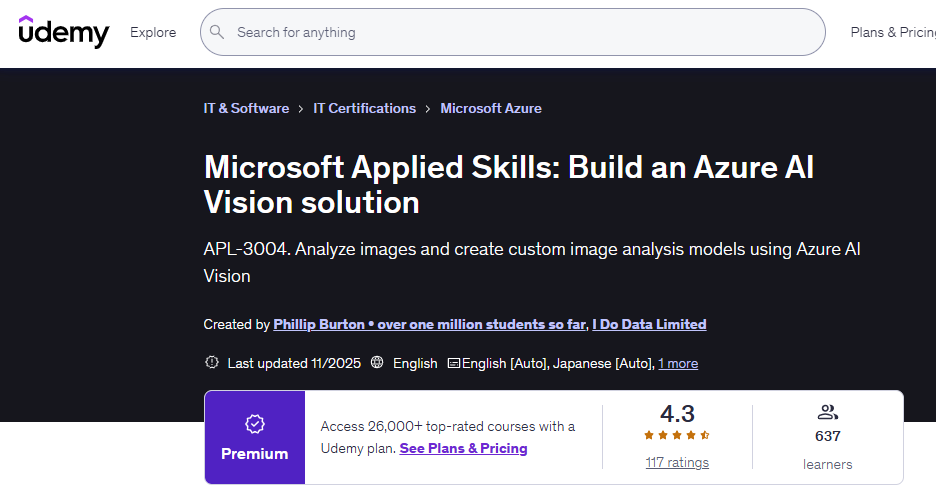 ûdemy
Explore
Search for anything
Plans & Pricing
IT & Software > IT Certifications > Microsoft Azure
Microsoft Applied Skills: Build an Azure AI
Vision solution
APL-3004. Analyze images and create custom image analysis models using Azure AI
Vision
Created by Phillip Burton • over one million students so far, I Do Data Limited
Last updated 11/2025 English English [Auto], Japanese [Auto], 1 more
Premium
Access 26,000+ top-rated courses with a
Udemy plan. See Plans & Pricing
4.3
117 ratings
637
learners